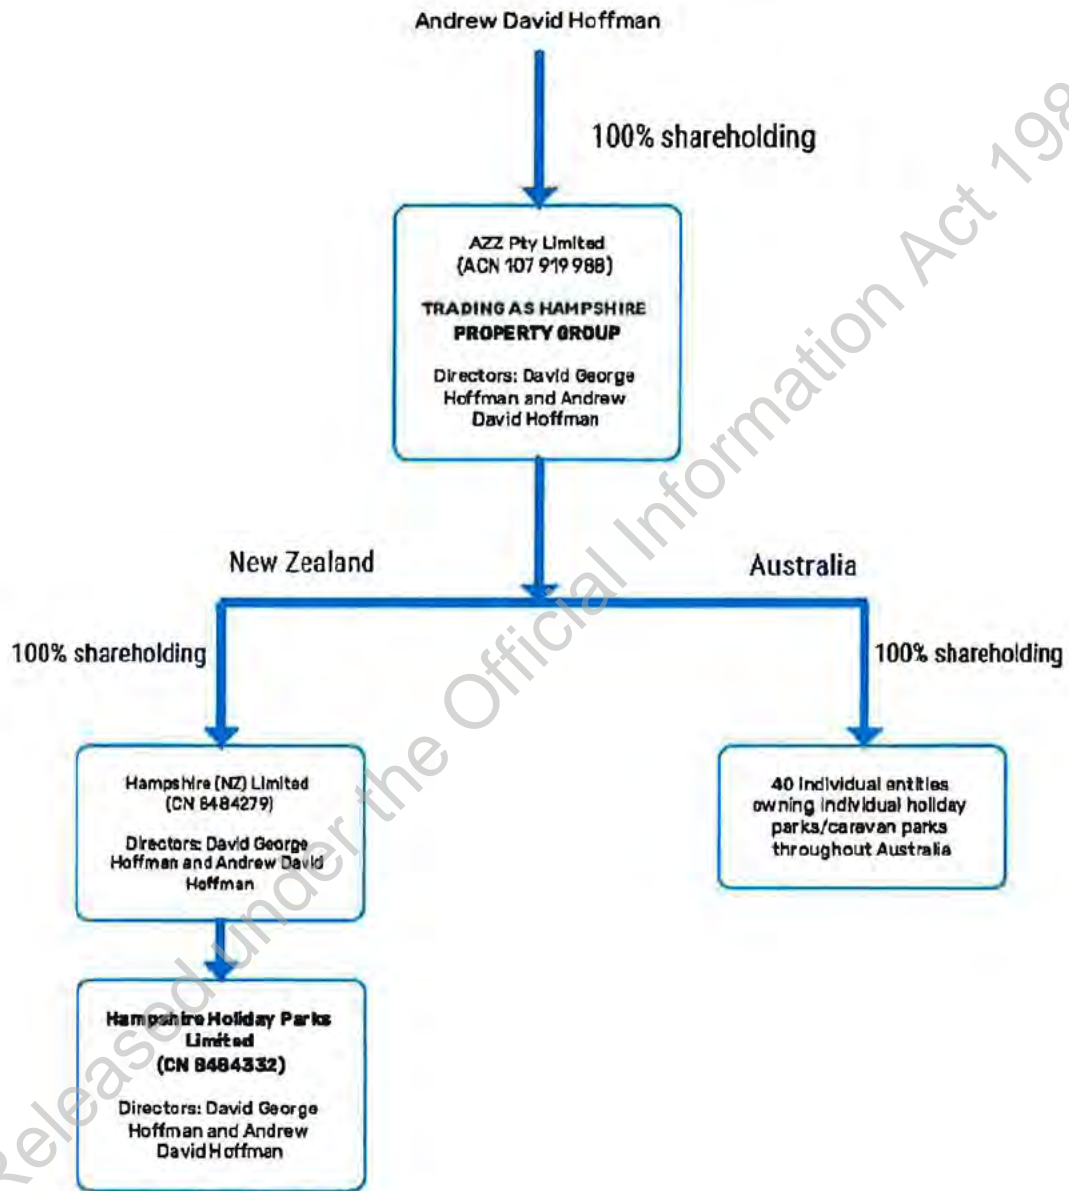 Andrew David Hoffman
100% shareholding
AZZ Pty Limited
(ACN 107 919 988)
TRADING AS HAMPSHIRE
PROPERTY GROUP
Directors: David George
Hoffman and Andrew
David Hoffman
New Zealand
Australia
100% shareholding
100% shareholding
Hampshire (NZ) Limited
(CN 8484279)
Directors: David George
Hoffman and Andrew David
Hoffman
40 individual entities
owning individual holiday
parks/caravan parks
throughout Australia
Hampshire Holiday Parks
Limited
(CN 8484332)
Directors: David George
Hoffman and Andrew
David Hoffman
Released under the Official Information Act 198